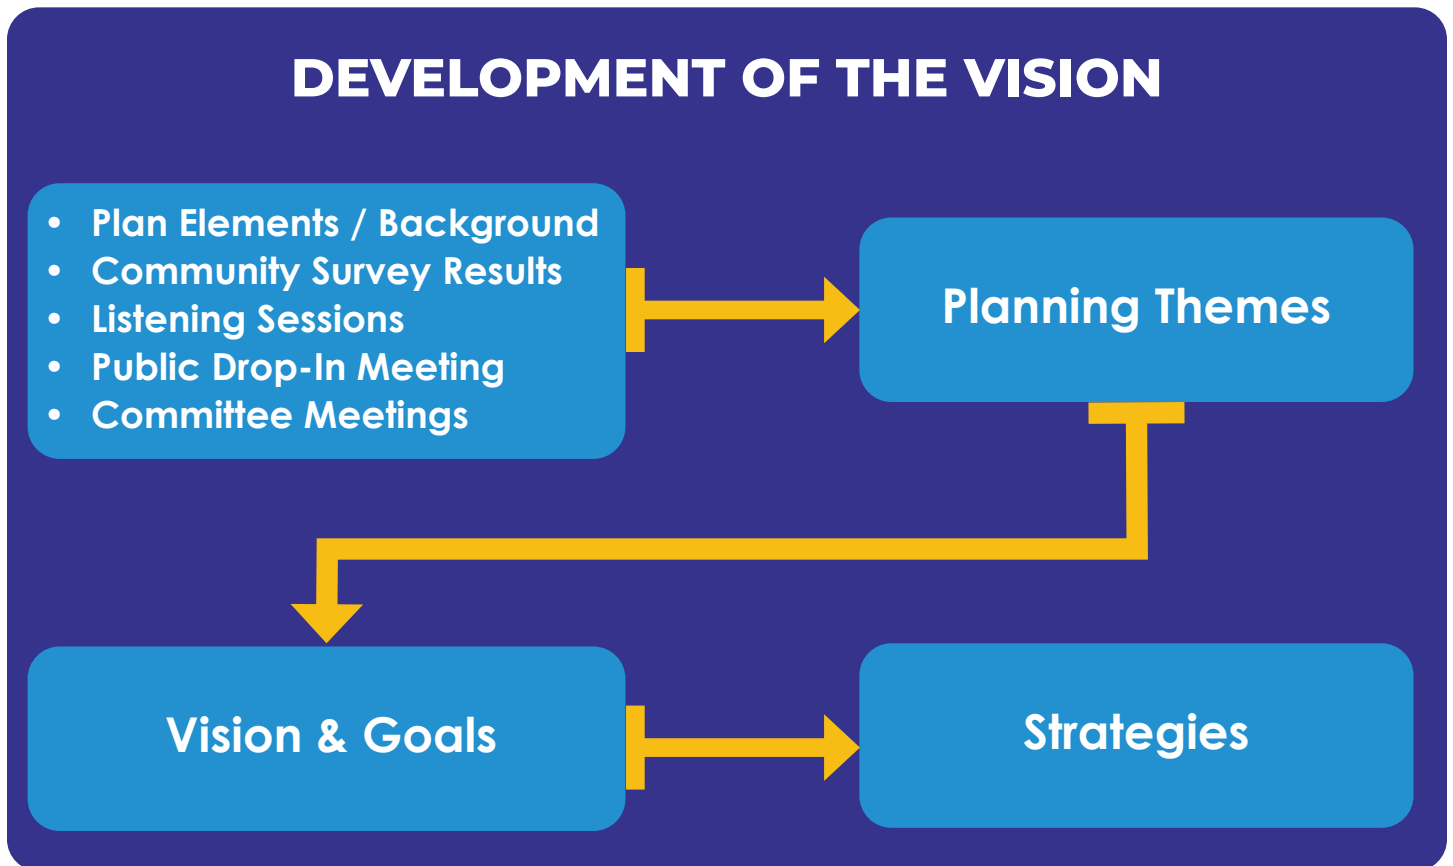 DEVELOPMENT OF THE VISION
• Plan Elements / Background
• Community Survey Results
• Listening Sessions
• Public Drop-In Meeting
• Committee Meetings
Planning Themes
Vision & Goals
Strategies